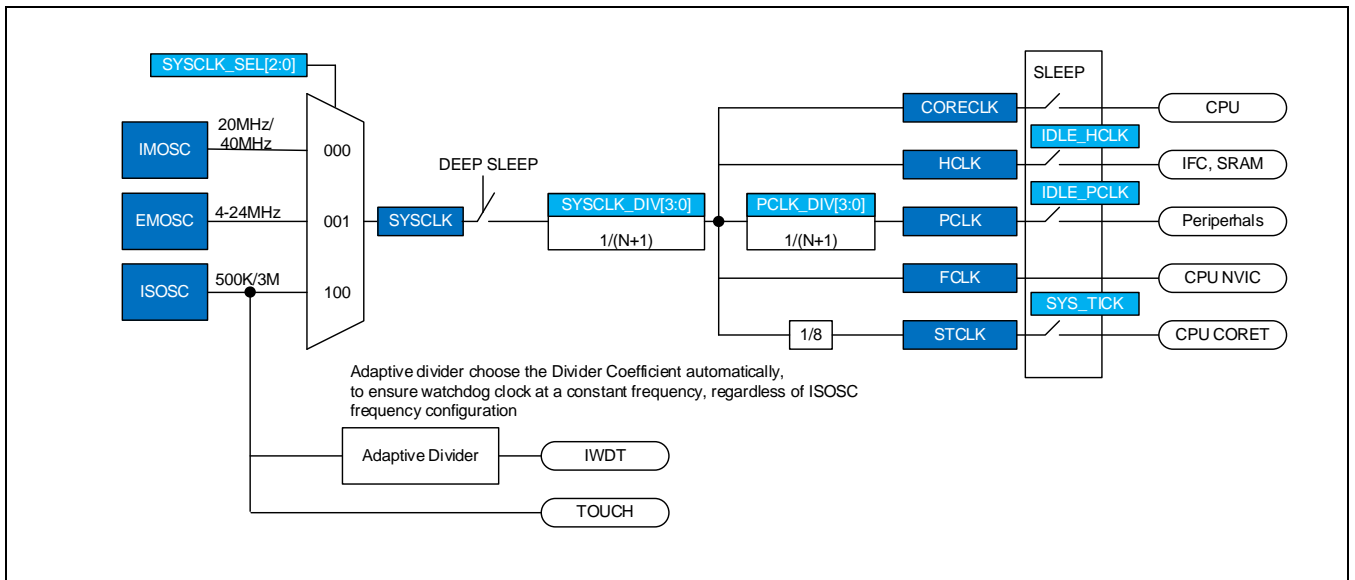 SYSCLK_SEL[2:0]
SLEEP
CORECLK
CPU
IMOSC
20MHz/
40MHz
000
IDLE_HCLK
DEEP SLEEP
HCLK
IFC, SRAM
IDLE_PCLK
EMOSC
4-24MHz
001
SYSCLK
SYSCLK_DIV[3:0]
1/(N+1)
PCLK_DIV[3:0]
1/(N+1)
PCLK
Periperhals
ISOSC
500K/3M
100
FCLK
CPU NVIC
SYS_TICK
1/8
STCLK
CPU CORET
Adaptive divider choose the Divider Coefficient automatically,
to ensure watchdog clock at a constant frequency, regardless of ISOSC
frequency configuration
Adaptive Divider
IWDT
TOUCH